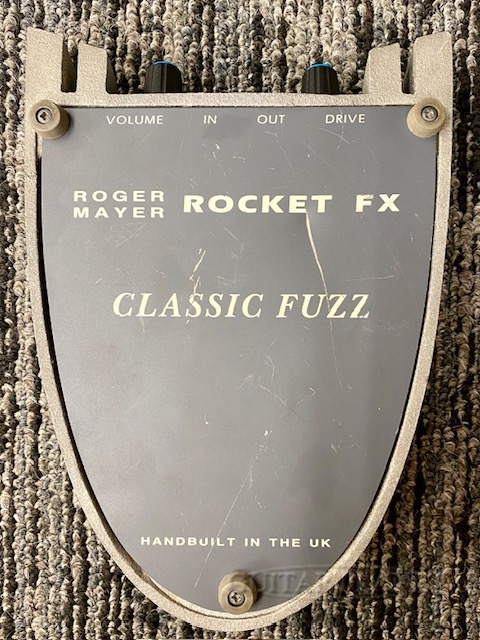 VOLUME IN OUT DRIVE
ROGER MAYER ROCKET FX
CLASSIC FUZZ
HANDBUILT IN THE UK